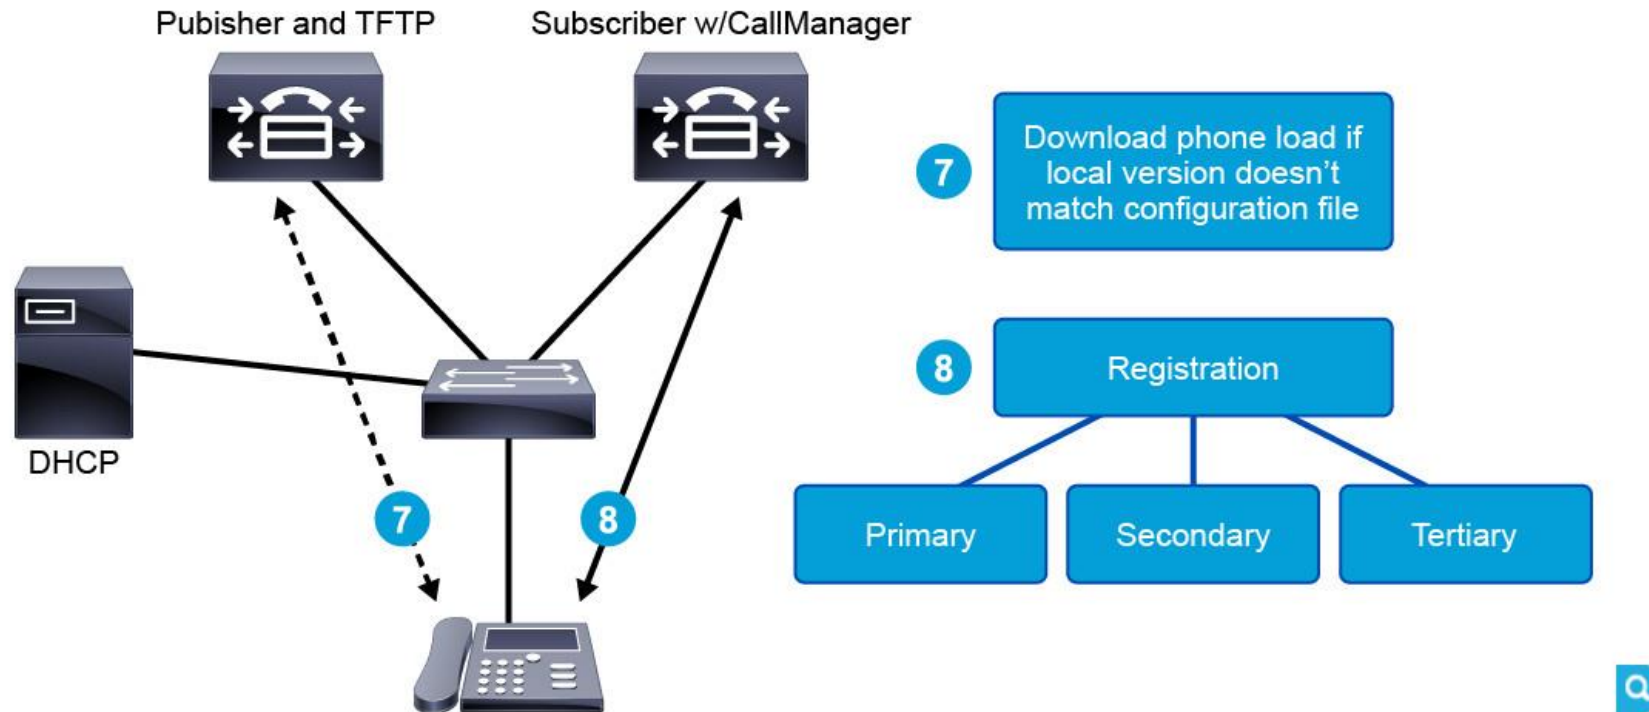 Pubisher and TFTP
Subscriber w/CallManager
7
Download phone load if
local version doesn't
match configuration file
8
Registration
DHCP
7
8
Primary
Secondary
Tertiary